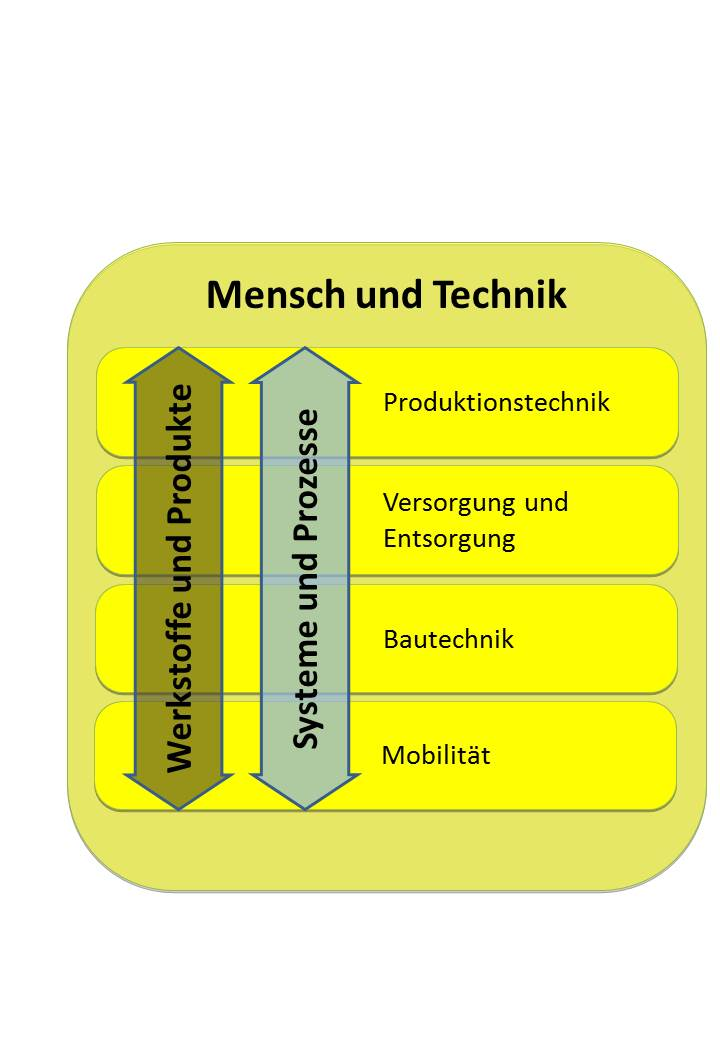 Mensch und Technik
Werkstoffe und Produkte
Systeme und Prozesse
Produktionstechnik
Versorgung und
Entsorgung
Bautechnik
Mobilität